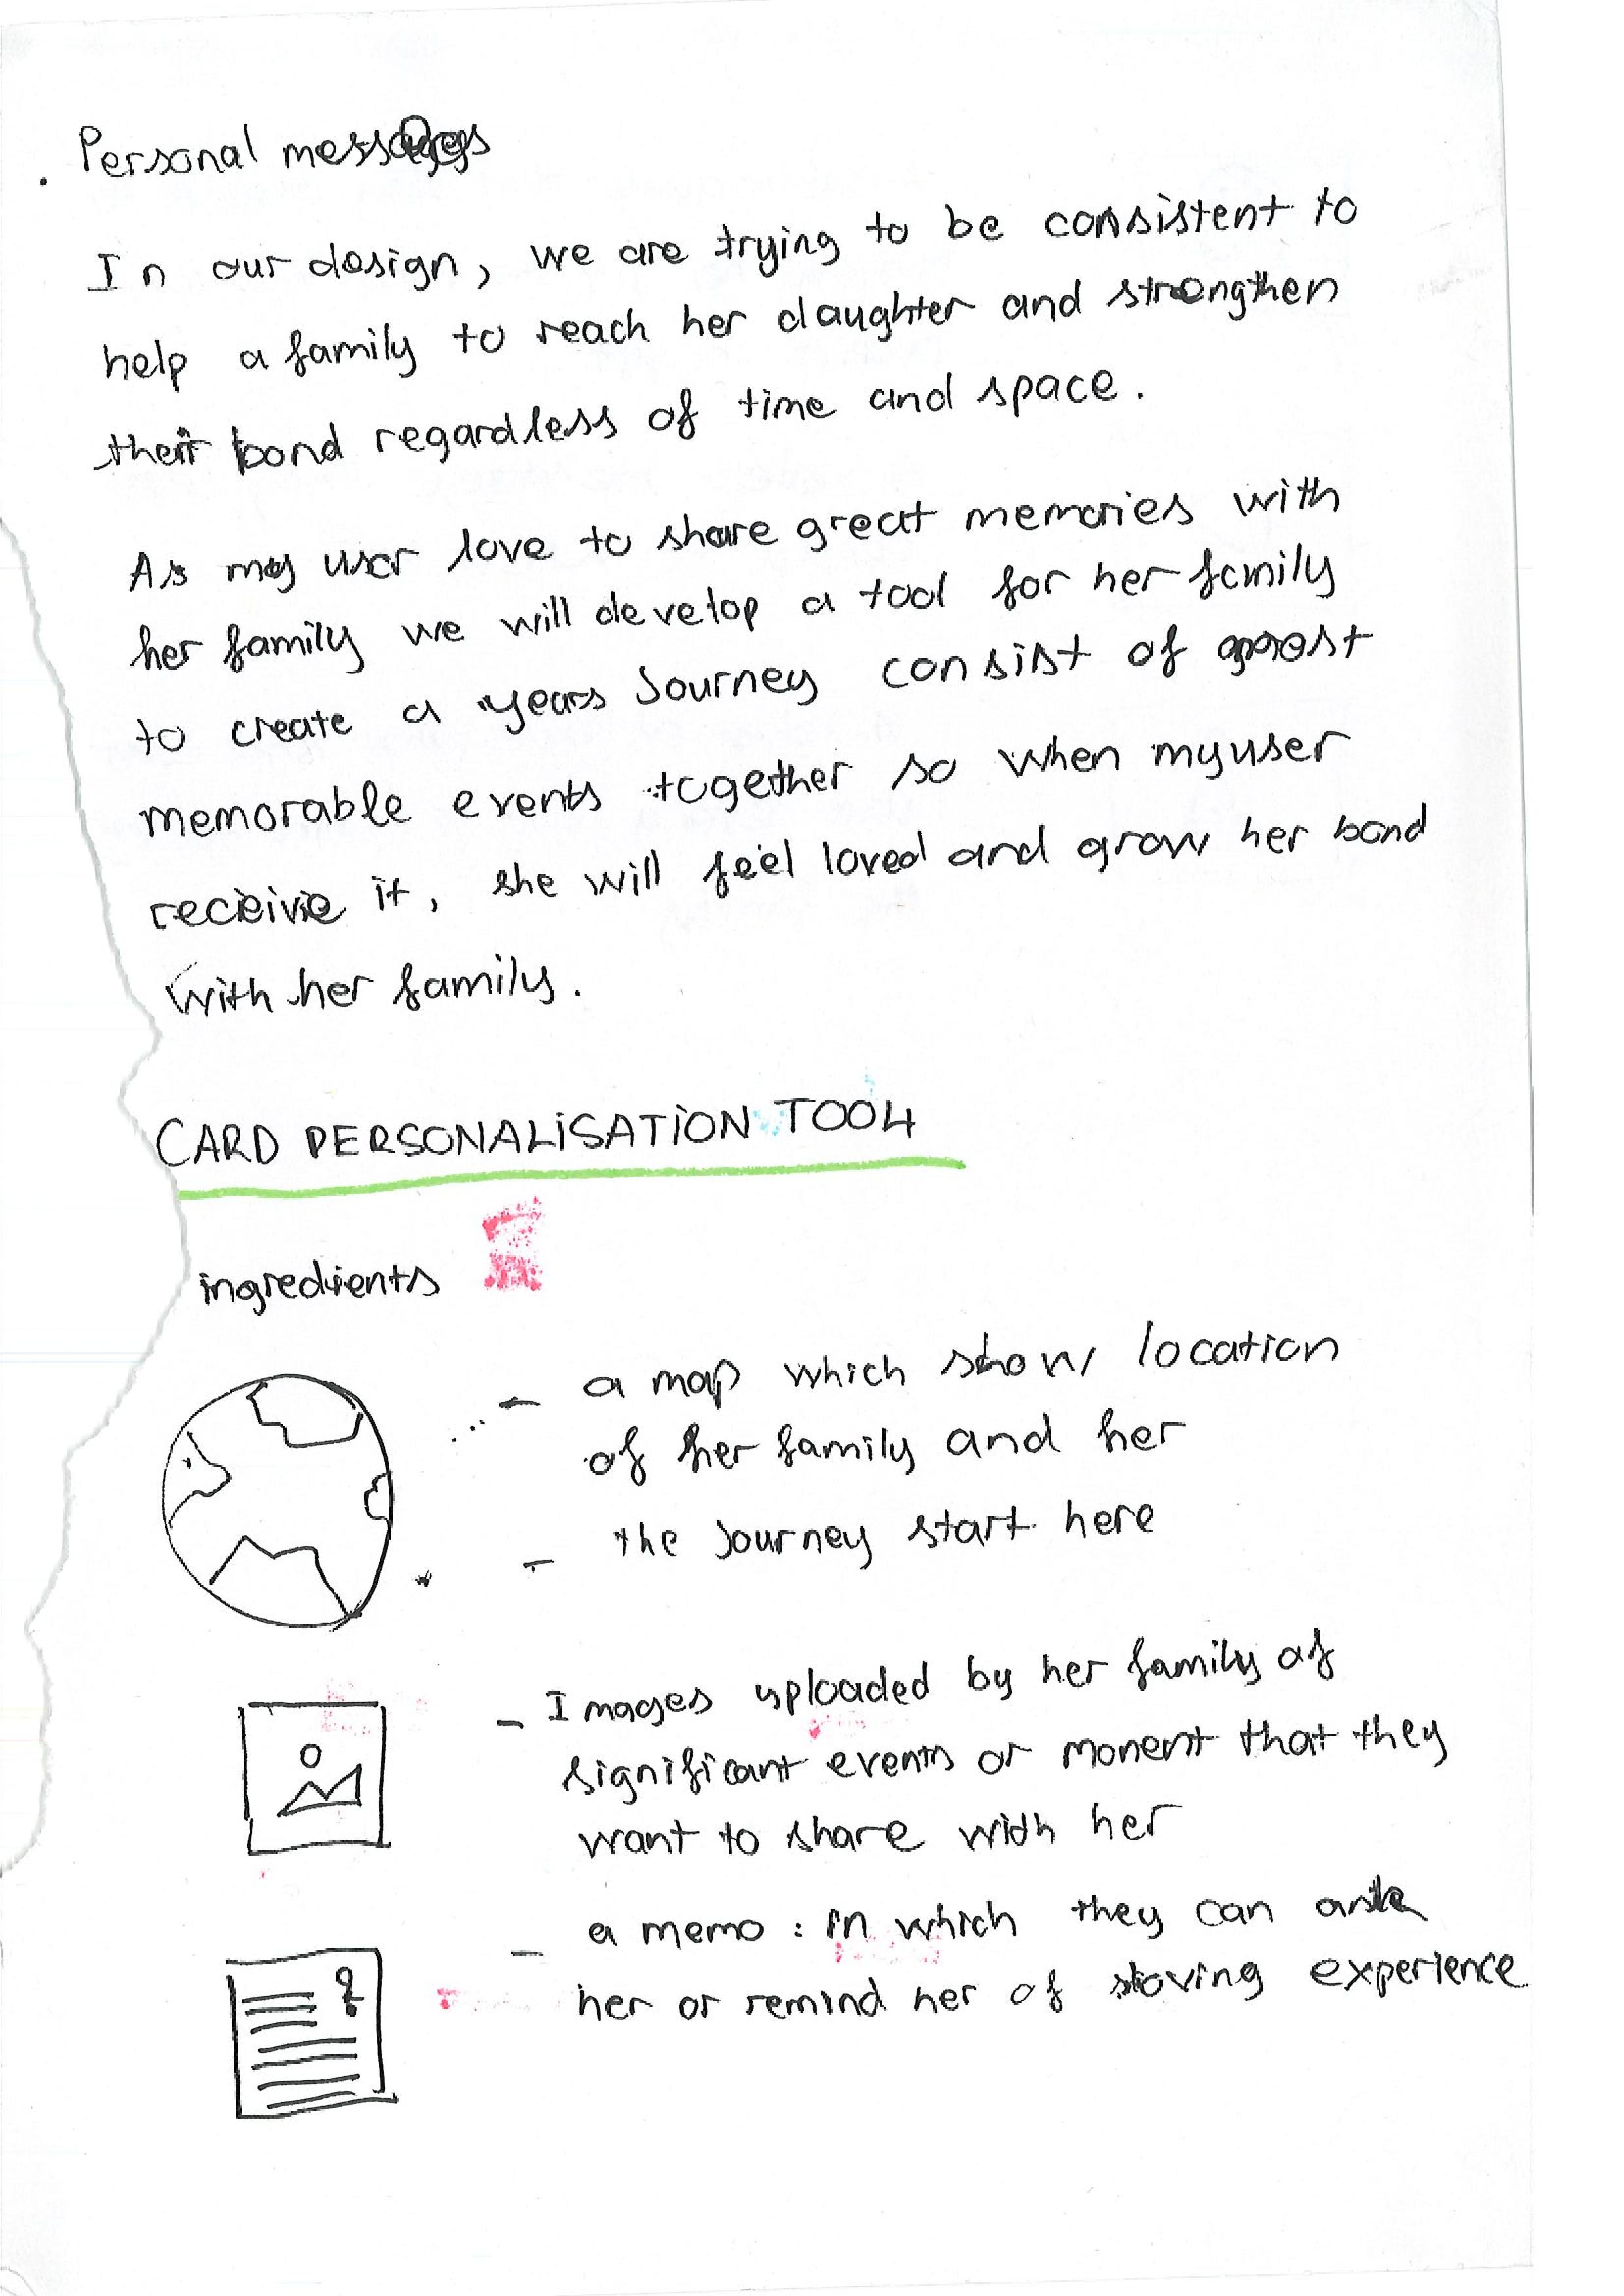 . Personal messages
In our design, we are trying to be consistent to
help a family to reach her daughter and strengthen
their bond regardless of time and space.
As my user love to share great memories with
her family we will develop a tool for her family
to create a years Journey consist of most
memorable events together so when my user
receive it, she will feel loved and grow her bond
with her family.
CARD PERSONALISATION TOOL
ingredients
- a map which show location
of her family and her
- the Journey start here
- Images uploaded by her family of
significant events or moment that they
want to share with her
- a memo : in which they can
her or remind her of experience
?